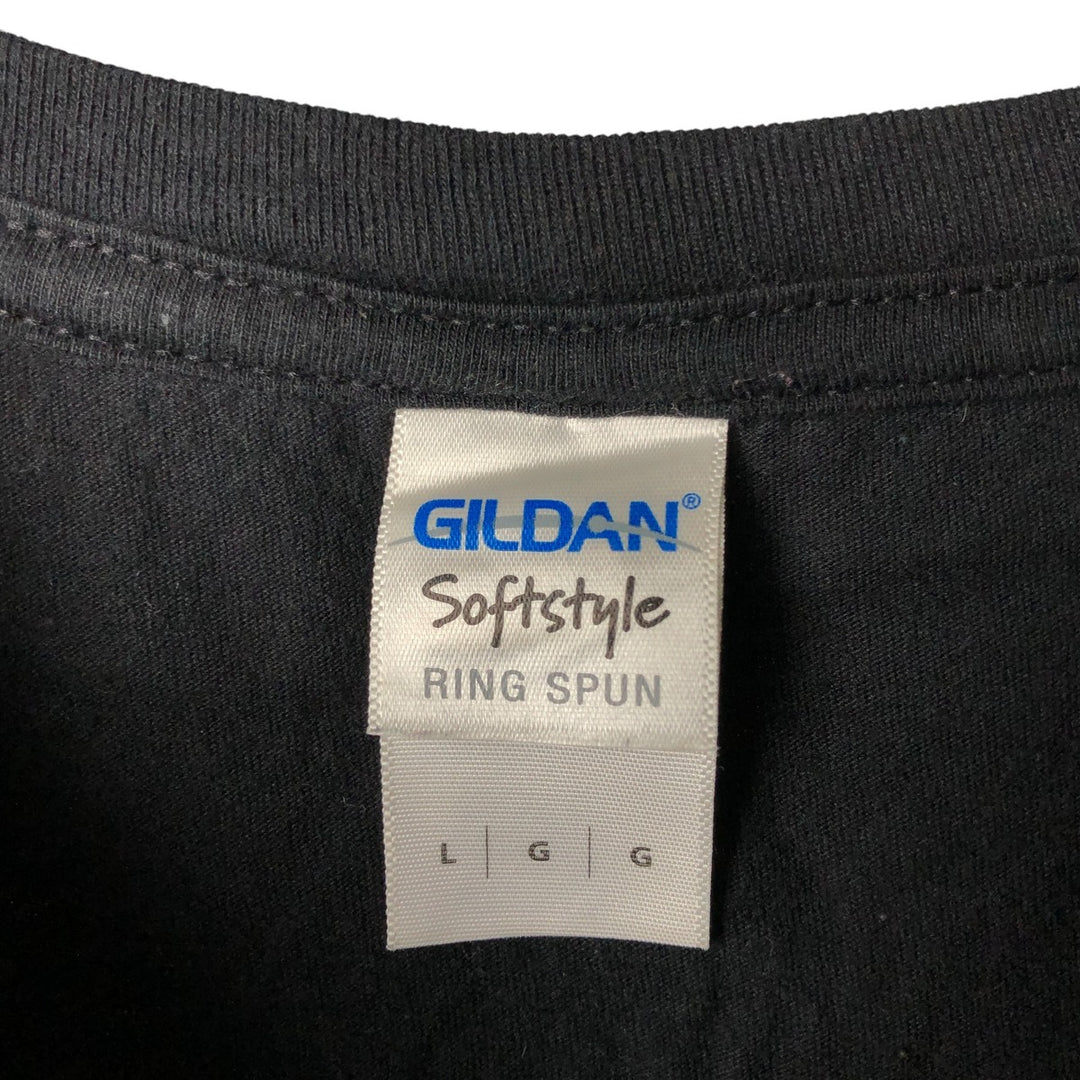 GILDAN®
Softstyle
RING SPUN
L | G | G